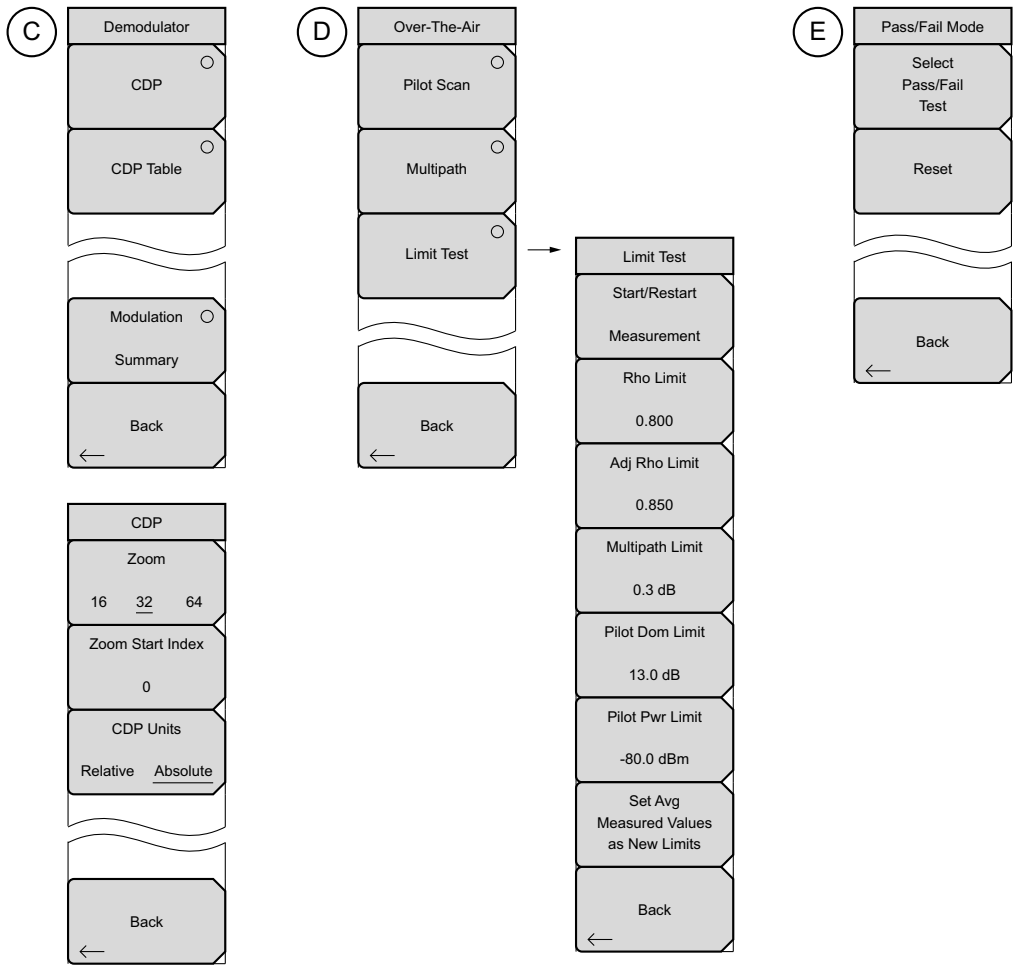 C
Demodulator
CDP
CDP Table
Modulation
Summary
Back
CDP
Zoom
16 32 64
Zoom Start Index
0
CDP Units
Relative Absolute
Back
D
Over-The-Air
Pilot Scan
Multipath
Limit Test
Back
Limit Test
Start/Restart
Measurement
Rho Limit
0.800
Adj Rho Limit
0.850
Multipath Limit
0.3 dB
Pilot Dom Limit
13.0 dB
Pilot Pwr Limit
-80.0 dBm
Set Avg
Measured Values
as New Limits
Back
E
Pass/Fail Mode
Select
Pass/Fail
Test
Reset
Back